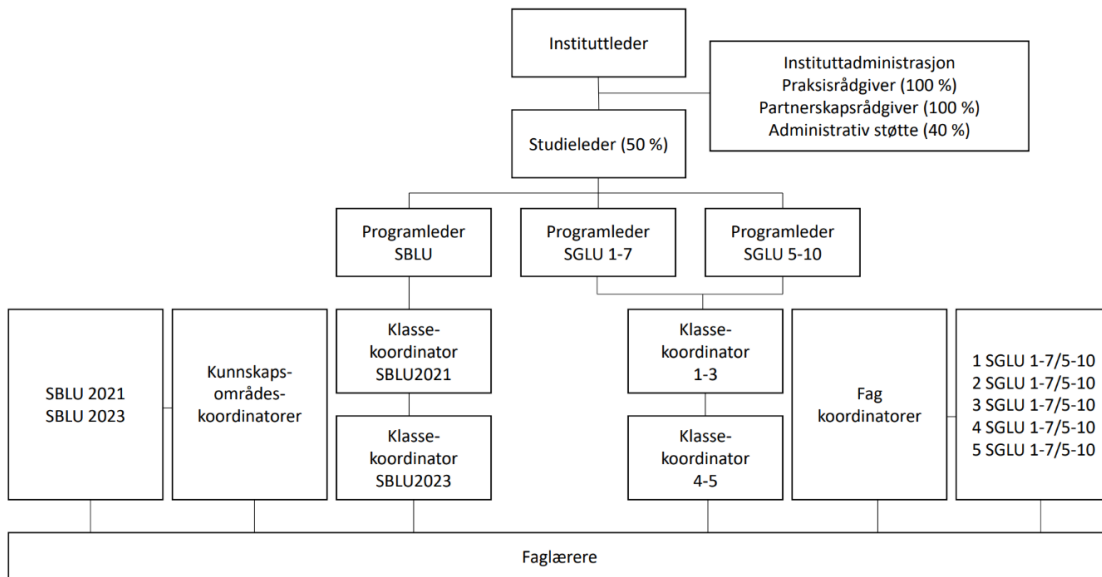 Instituttleder
Instituttadministrasjon
Praksisrådgiver (100 %)
Partnerskapsrådgiver (100 %)
Administrativ støtte (40 %)
Studieleder (50 %)
Programleder
SBLU
Programleder
SGLU 1-7
Programleder
SGLU 5-10
SBLU 2021
SBLU 2023
Kunnskaps-
områdes-
koordinatorer
Klasse-
koordinator
SBLU2021
Klasse-
koordinator
SBLU2023
Klasse-
koordinator
1-3
Klasse-
koordinator
4-5
Fag
koordinatorer
1 SGLU 1-7/5-10
2 SGLU 1-7/5-10
3 SGLU 1-7/5-10
4 SGLU 1-7/5-10
5 SGLU 1-7/5-10
Faglærere